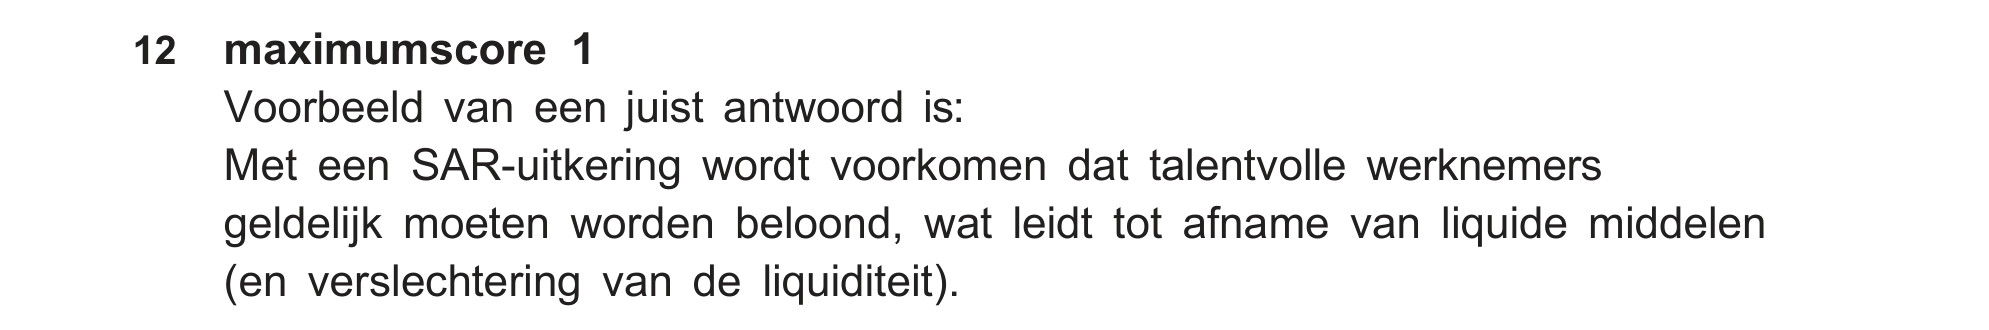 12 maximumscore 1
Voorbeeld van een juist antwoord is:
Met een SAR-uitkering wordt voorkomen dat talentvolle werknemers
geldelijk moeten worden beloond, wat leidt tot afname van liquide middelen
(en verslechtering van de liquiditeit).